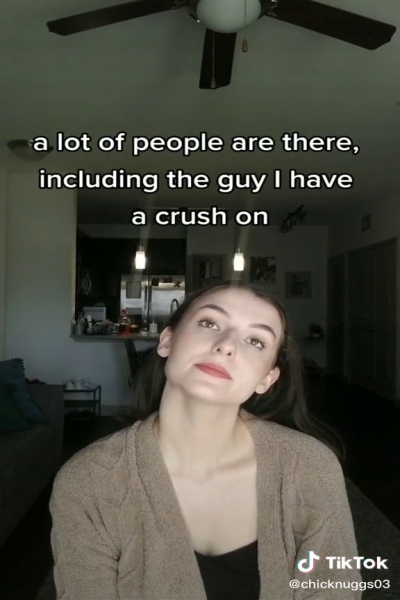 a lot of people are there,
including the guy I have
a crush on
TikTok
@chicknuggs03